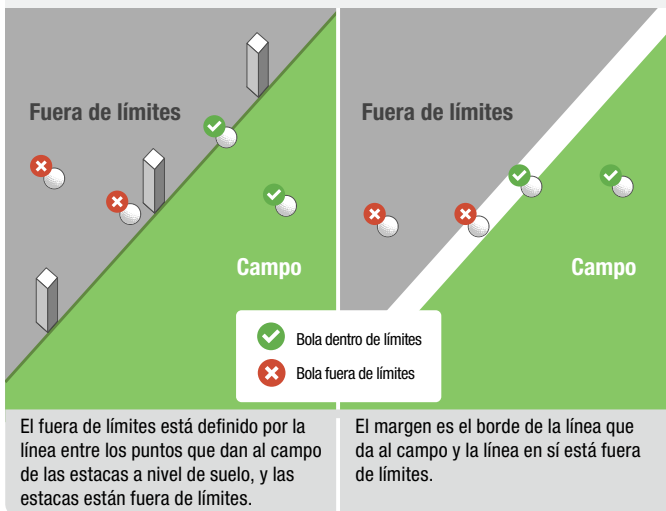 Fuera de límites
Campo
Fuera de límites
Campo
Bola dentro de límites
Bola fuera de límites
El fuera de límites está definido por la
línea entre los puntos que dan al campo
de las estacas a nivel de suelo, y las
estacas están fuera de límites.
El margen es el borde de la línea que
da al campo y la línea en sí está fuera
de límites.